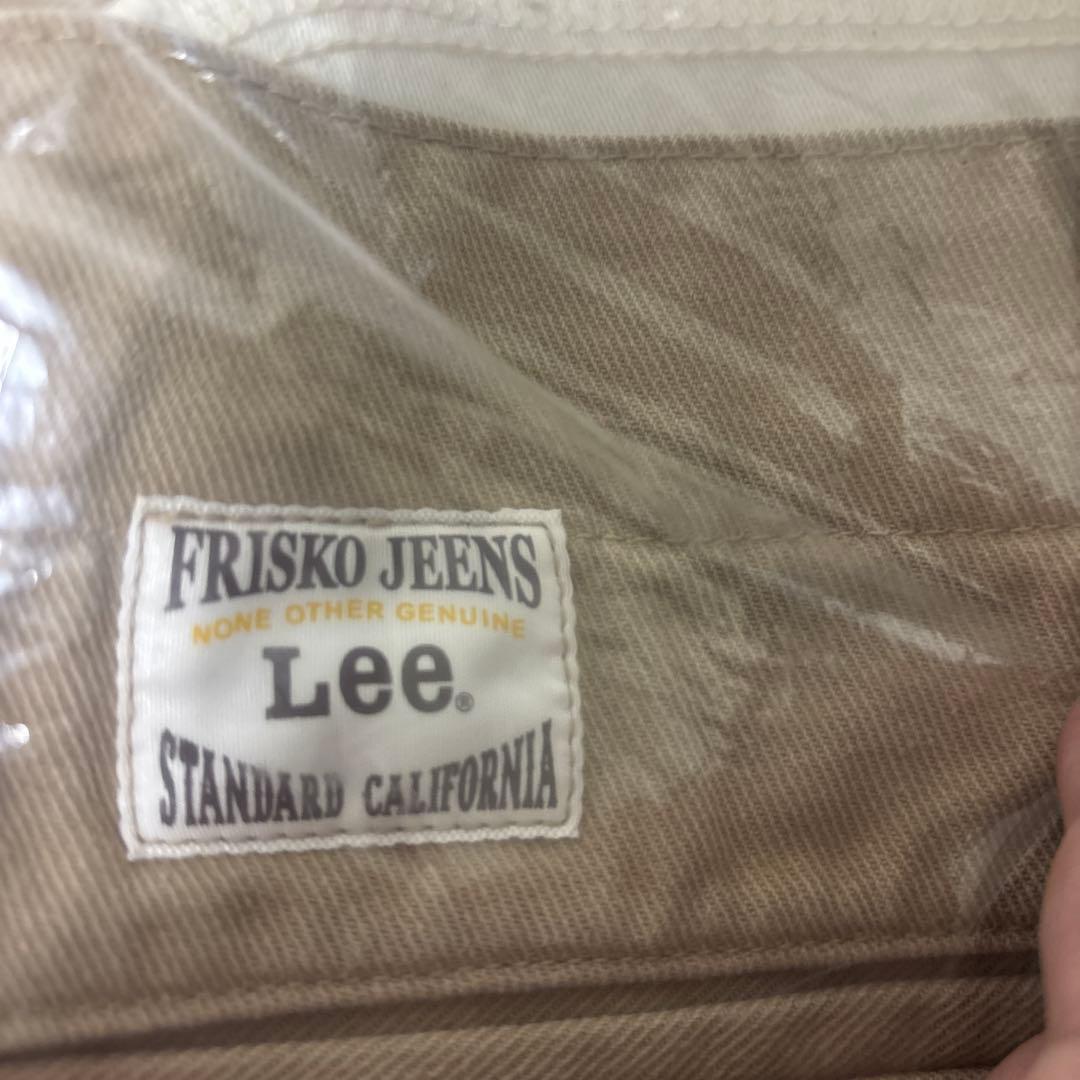 FRISKO JEENS
NONE OTHER GENUINE
Lee®
STANDARD CALIFORNIA